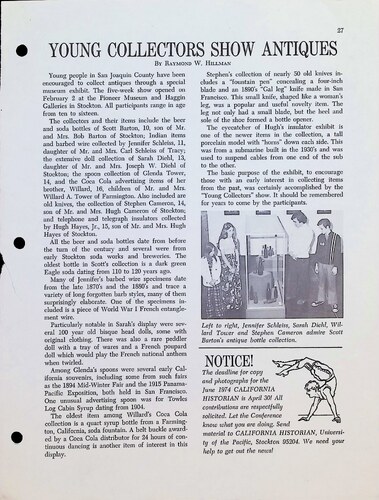 27
YOUNG COLLECTORS SHOW ANTIQUES
By Raymond W. Hillman
Young people in San Joaquin County have been
encouraged to collect antiques through a special
museum exhibit. The five-week show opened on
February 2 at the Pioneer Museum and Haggin
Galleries in Stockton. All participants range in age
from ten to sixteen.
The collectors and their items include the beer
and soda bottles of Scott Barton, 10, son of Mr.
and Mrs. Bob Barton of Stockton; Indian items
and barbed wire collected by Jennifer Schleiss, 11,
daughter of Mr. and Mrs. Carl Schleiss of Tracy;
the extensive doll collection of Sarah Diehl, 13,
daughter of Mr. and Mrs. Joseph W. Diehl of
Stockton; the spoon collection of Glenda Tower,
14, and the Coca Cola advertising items of her
brother, Willard, 16, children of Mr. and Mrs.
Willard A. Tower of Farmington. Also included are
old knives, the collection of Stephen Cameron, 14,
son of Mr. and Mrs. Hugh Cameron of Stockton;
and telephone and telegraph insulators collected
by Hugh Hayes, Jr., 15, son of Mr. and Mrs. Hugh
Hayes of Stockton.
All the beer and soda bottles date from before
the turn of the century and several were from
early Stockton soda works and breweries. The
oldest bottle in Scott's collection is a dark green
Eagle soda dating from 110 to 120 years ago.
Many of Jennifer's barbed wire specimens date
from the late 1870's and the 1880's and trace a
variety of long forgotten barb styles, many of them
surprisingly elaborate. One of the specimens in-
cluded is a piece of World War I French entangle-
ment wire.
Particularly notable in Sarah's display were sev-
eral 100 year old bisque head dolls, some with
original clothing. There was also a rare peddler
doll with a tray of wares and a French poupard
doll which would play the French national anthem
when twirled.
Among Glenda's spoons were several early Cal-
ifornia souvenirs, including some from such fairs
as the 1894 Mid-Winter Fair and the 1915 Panama-
Pacific Exposition, both held in San Francisco.
One unusual advertising spoon was for Towles
Log Cabin Syrup dating from 1904.
The oldest item among Willard's Coca Cola
collection is a quart syrup bottle from a Farming-
ton, California, soda fountain. A belt buckle award-
ed by a Coca Cola distributor for 24 hours of con-
tinuous dancing is another item of interest in this
display.
Stephen's collection of nearly 50 old knives in-
cludes a "fountain pen" concealing a four-inch
blade and an 1890's "Gal leg" knife made in San
Francisco. This small knife, shaped like a woman's
leg, was a popular and useful novelty item. The
leg not only had a small blade, but the heel and
sole of the shoe formed a bottle opener.
The eyecatcher of Hugh's insulator exhibit is
one of the newer items in the collection, a tall
porcelain model with "horns" down each side. This
was from a submarine built in the 1930's and was
used to suspend cables from one end of the sub
to the other.
The basic purpose of the exhibit, to encourage
those with an early interest in collecting items
from the past, was certainly accomplished by the
"Young Collectors" show. It should be remembered
for years to come by the participants.
Left to right, Jennifer Schleiss, Sarah Diehl, Wil-
lard Tower and Stephen Cameron admire Scott
Barton's antique bottle collection.
NOTICE!
The deadline for copy
and photographs for the
June 1974 CALIFORNIA
HISTORIAN is April 30! All
contributions are respectfully
solicited. Let the Conference
know what you are doing. Send
material to CALIFORNIA HISTORIAN, Univer-
sity of the Pacific, Stockton 95204. We need your
help to get out the news!